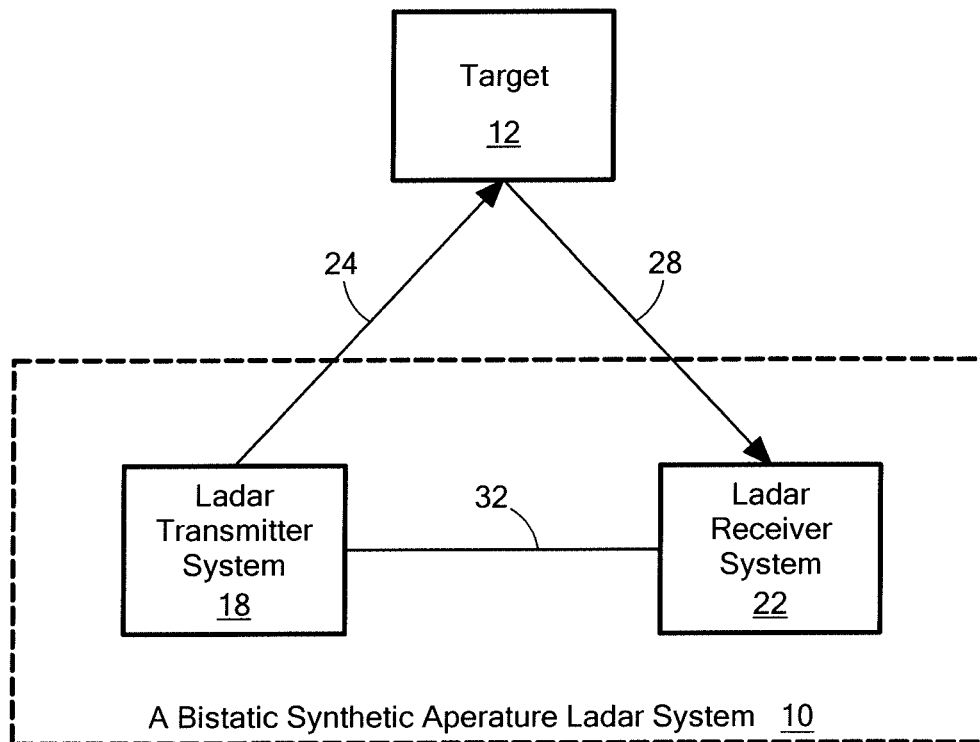 Target
12
24
28
Ladar
Transmitter
System
18
32
Ladar
Receiver
System
22
A Bistatic Synthetic Aperature Ladar System 10